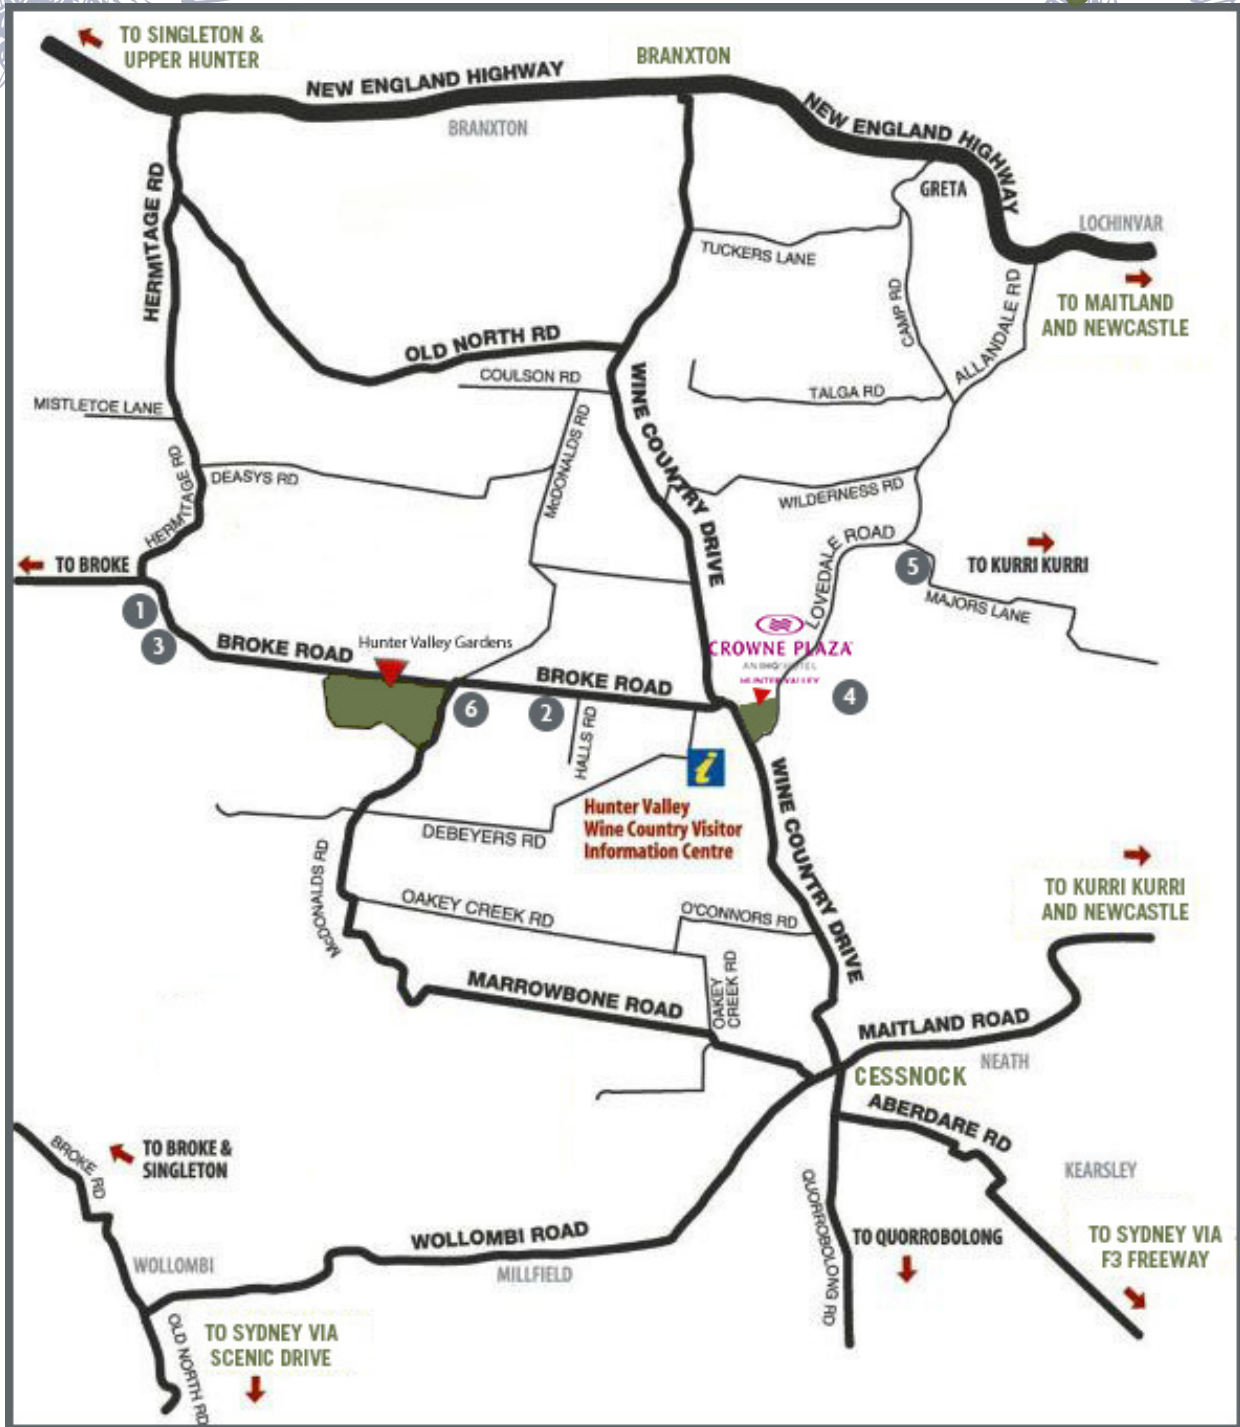 TO SINGLETON &
UPPER HUNTER
NEW ENGLAND HIGHWAY
BRANXTON
BRANXTON
NEW ENGLAND HIGHWAY
GRETA
LOCHINVAR
HERMITAGE RD
TUCKERS LANE
CAMP RD
ALLANDALE RD
TO MAITLAND
AND NEWCASTLE
OLD NORTH RD
COULSON RD
WINE COUNTRY DRIVE
TALGA RD
MISTLETOE LANE
McDONALDS RD
HERMITAGE RD
DEASYS RD
WILDERNESS RD
LOVEDALE ROAD
TO BROKE
5
TO KURRI KURRI
MAJORS LANE
1
3
BROKE ROAD
Hunter Valley Gardens
CROWNE PLAZA
AN IHG HOTEL
HUNTER VALLEY
BROKE ROAD
6
2
4
HALLS RD
i
Hunter Valley
Wine Country Visitor
Information Centre
WINE COUNTRY DRIVE
DEBEYERS RD
McDONALDS RD
OAKEY CREEK RD
O'CONNORS RD
TO KURRI KURRI
AND NEWCASTLE
MARROWBONE ROAD
OAKEY
CREEK RD
MAITLAND ROAD
NEATH
CESSNOCK
ABERDARE RD
BROKE RD
TO BROKE &
SINGLETON
KEARSLEY
QUORROBOLONG RD
WOLLOMBI ROAD
TO QUORROBOLONG
TO SYDNEY VIA
F3 FREEWAY
WOLLOMBI
MILLFIELD
OLD NORTH RD
TO SYDNEY VIA
SCENIC DRIVE